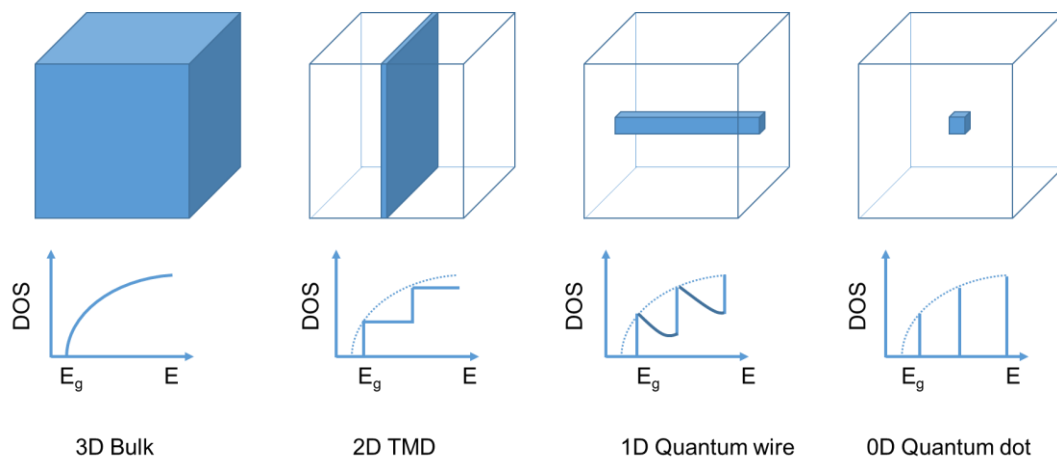 DOS
E_g
E
DOS
E_g
E
DOS
E_g
E
DOS
E_g
E
3D Bulk
2D TMD
1D Quantum wire
0D Quantum dot